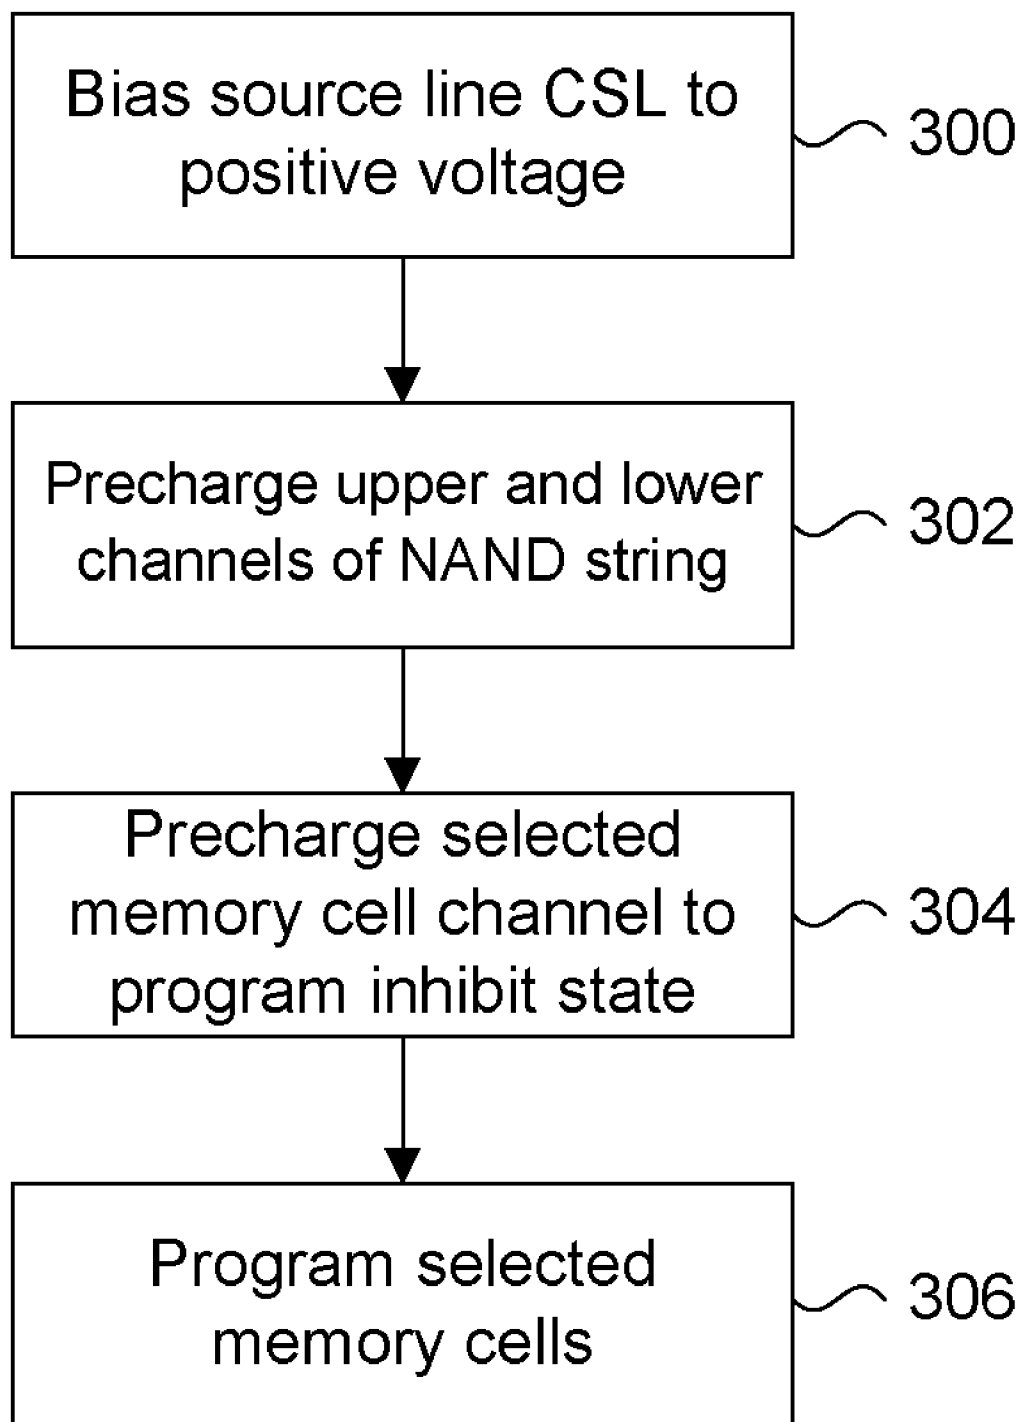 Bias source line CSL to
positive voltage
300
Precharge upper and lower
channels of NAND string
302
Precharge selected
memory cell channel to
program inhibit state
304
Program selected
memory cells
306